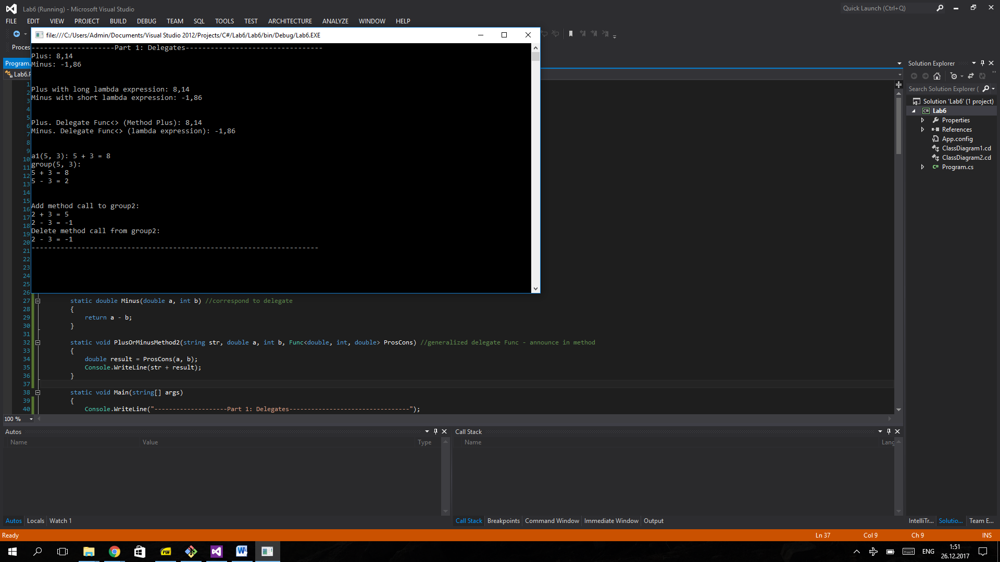 Lab6 (Running) - Microsoft Visual Studio
Quick Launch (Ctrl+Q)
FILE EDIT VIEW PROJECT BUILD DEBUG TEAM SQL TOOLS TEST ARCHITECTURE ANALYZE WINDOW HELP
file:///C:/Users/Admin/Documents/Visual Studio 2012/Projects/C#/Lab6/Lab6/bin/Debug/Lab6.EXE
Proces
Program.
Lab6.P
--------------------Part 1: Delegates---------------------------------
Plus: 8,14
Minus: -1,86
Plus with long lambda expression: 8,14
Minus with short lambda expression: -1,86
Plus. Delegate Func<> (Method Plus): 8,14
Minus. Delegate Func<> (lambda expression): -1,86
a1(5, 3): 5 + 3 = 8
group(5, 3):
5 + 3 = 8
5 - 3 = 2
Add method call to group2:
2 + 3 = 5
2 - 3 = -1
Delete method call from group2:
2 - 3 = -1
---------------------------------------------------------------------
1
2
3
4
5
6
7
8
9
10
11
12
13
14
15
16
17
18
19
20
21
22
23
24
25
26
27 static double Minus(double a, int b) //correspond to delegate
28 {
29 return a - b;
30 }
31
32 static void PlusOrMinusMethod2(string str, double a, int b, Func<double, int, double> ProsCons) //generalized delegate Func - announce in method
33 {
34 double result = ProsCons(a, b);
35 Console.WriteLine(str + result);
36 }
37
38 static void Main(string[] args)
39 {
40 Console.WriteLine("--------------------Part 1: Delegates---------------------------------");
100 %
Solution Explorer
Search Solution Explorer (
Solution 'Lab6' (1 project)
C# Lab6
Properties
References
App.config
ClassDiagram1.cd
ClassDiagram2.cd
C# Program.cs
Autos
Name Value Type
Call Stack
Name Lang
Autos Locals Watch 1
Call Stack Breakpoints Command Window Immediate Window Output
IntelliTr... Solutio... Team E...
Ready
Ln 37 Col 9 Ch 9 INS
PDF
ENG
1:51
26.12.2017